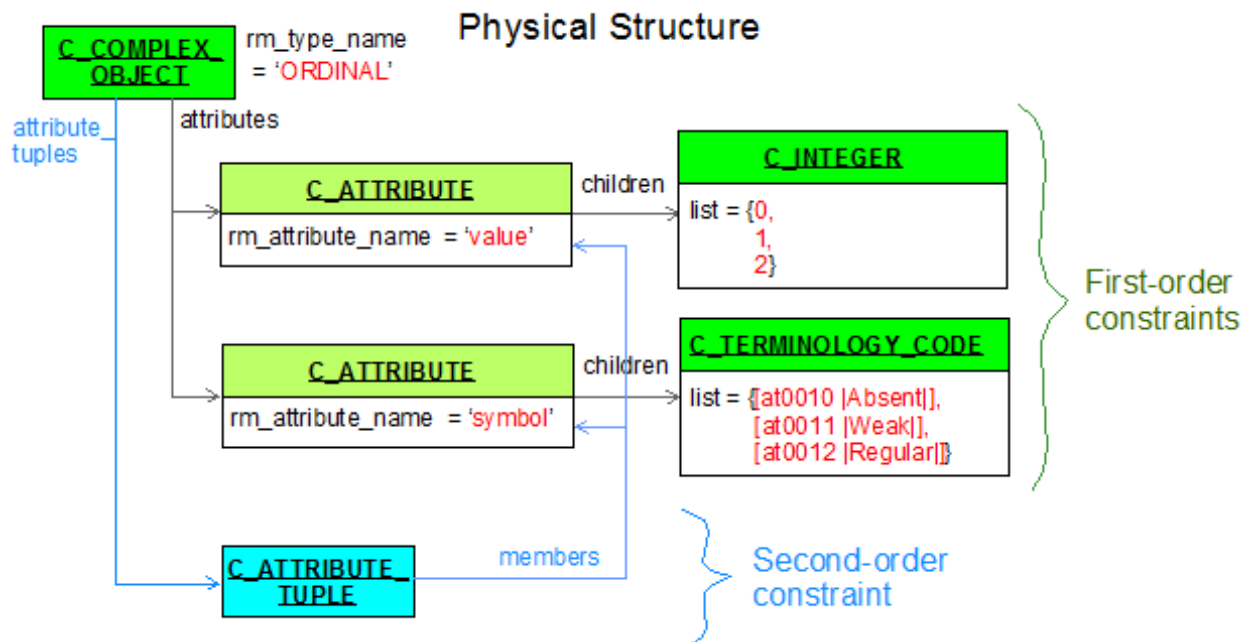 Physical Structure
C_COMPLEX_
OBJECT
rm_type_name
= ‘ORDINAL’
attribute_
tuples
attributes
C_ATTRIBUTE
rm_attribute_name = ‘value’
children
C_INTEGER
list = {0,
1,
2}
First-order
constraints
C_ATTRIBUTE
rm_attribute_name = ‘symbol’
children
C_TERMINOLOGY_CODE
list = {[at0010 |Absent|],
[at0011 |Weak|],
[at0012 |Regular|]}
C_ATTRIBUTE_
TUPLE
members
Second-order
constraint